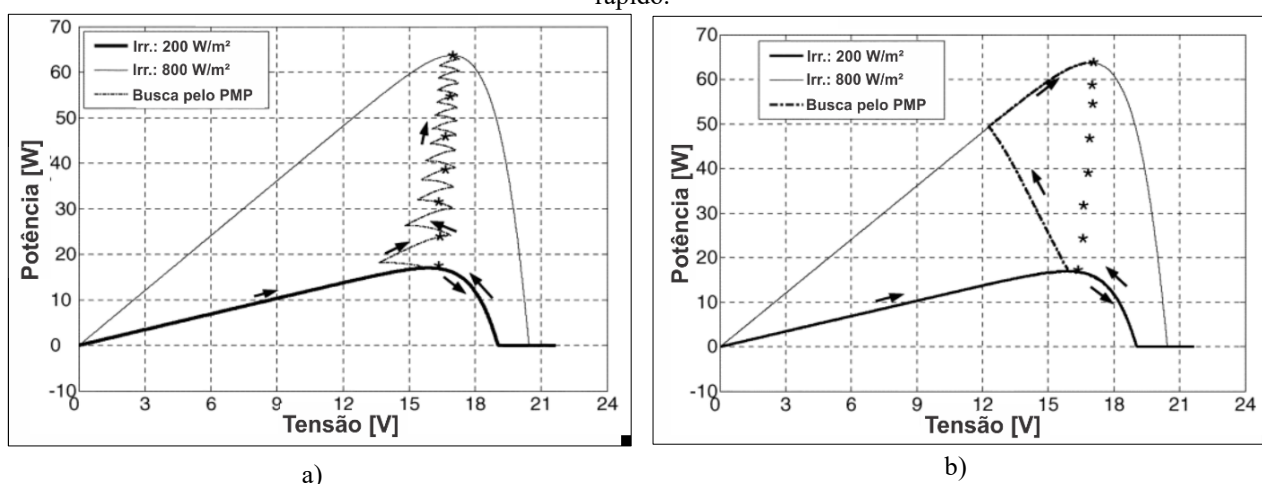 rápido.
70
60
50
40
30
20
10
0
-10
Potência [W]
Irr.: 200 W/m²
Irr.: 800 W/m²
Busca pelo PMP
0 3 6 9 12 15 18 21 24
Tensão [V]
a)
70
60
50
40
30
20
10
0
-10
Potência [W]
Irr.: 200 W/m²
Irr.: 800 W/m²
Busca pelo PMP
0 3 6 9 12 15 18 21 24
Tensão [V]
b)